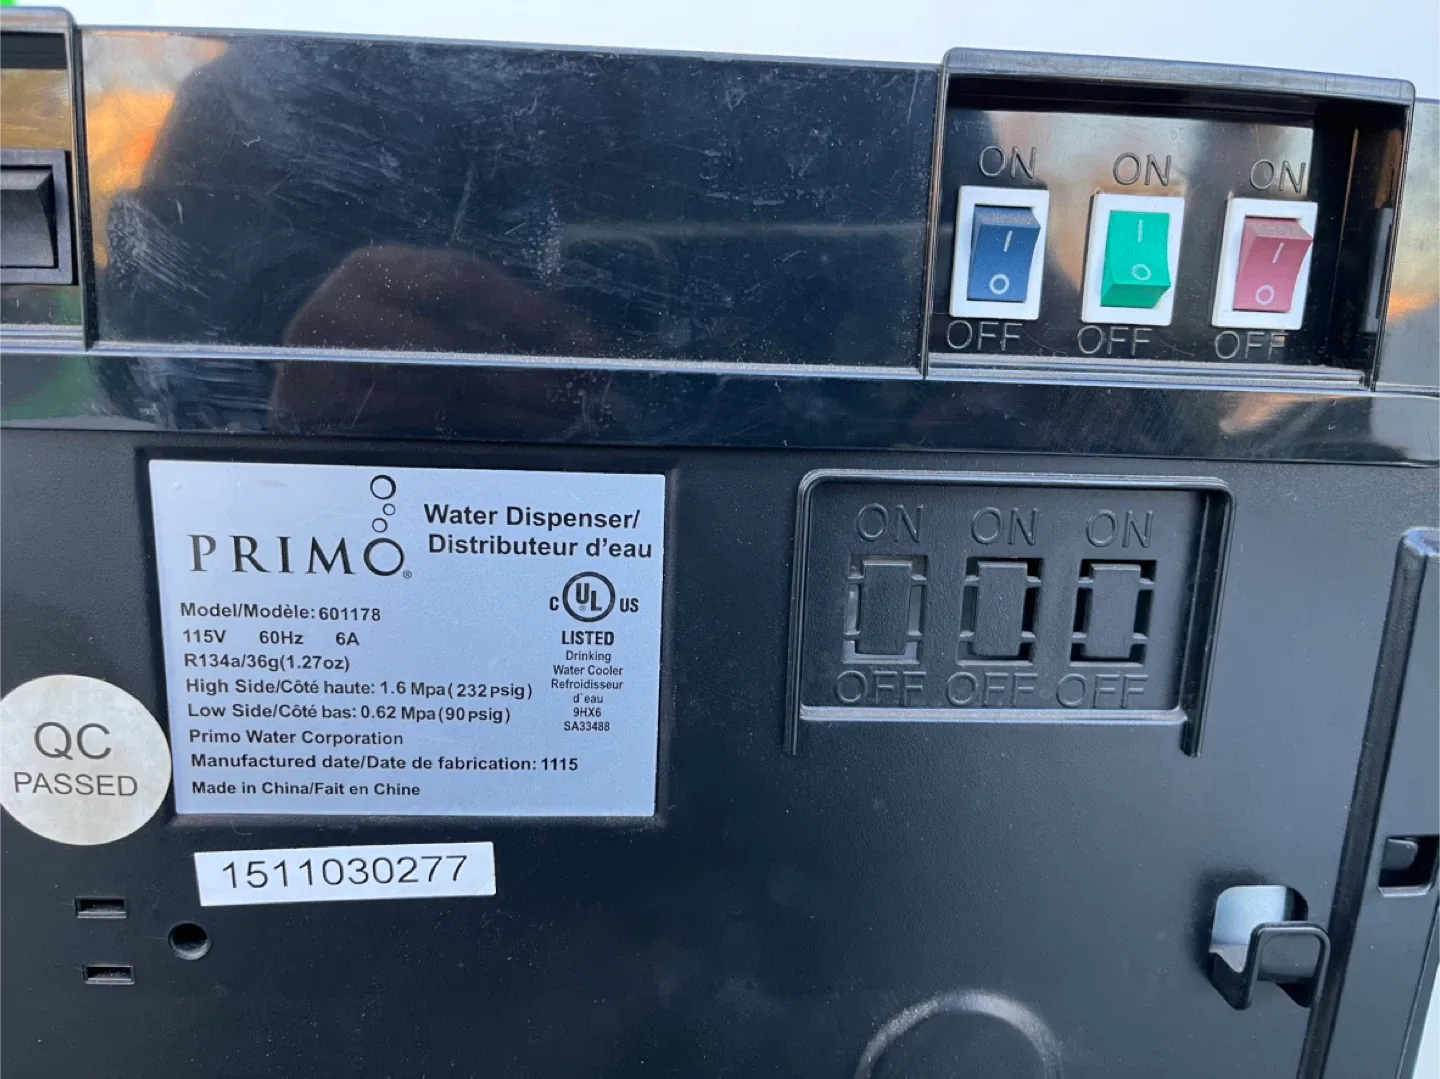 ON ON ON
OFF OFF OFF
PRIMO®
Water Dispenser/
Distributeur d'eau
Model/Modèle: 601178
115V 60Hz 6A
R134a/36g(1.27oz)
High Side/Côté haute: 1.6 Mpa(232psig)
Low Side/Côté bas: 0.62 Mpa(90psig)
Primo Water Corporation
Manufactured date/Date de fabrication: 1115
Made in China/Fait en Chine
C UL US
LISTED
Drinking
Water Cooler
Refroidisseur
d'eau
9HX6
SA33488
ON ON ON
OFF OFF OFF
QC
PASSED
1511030277